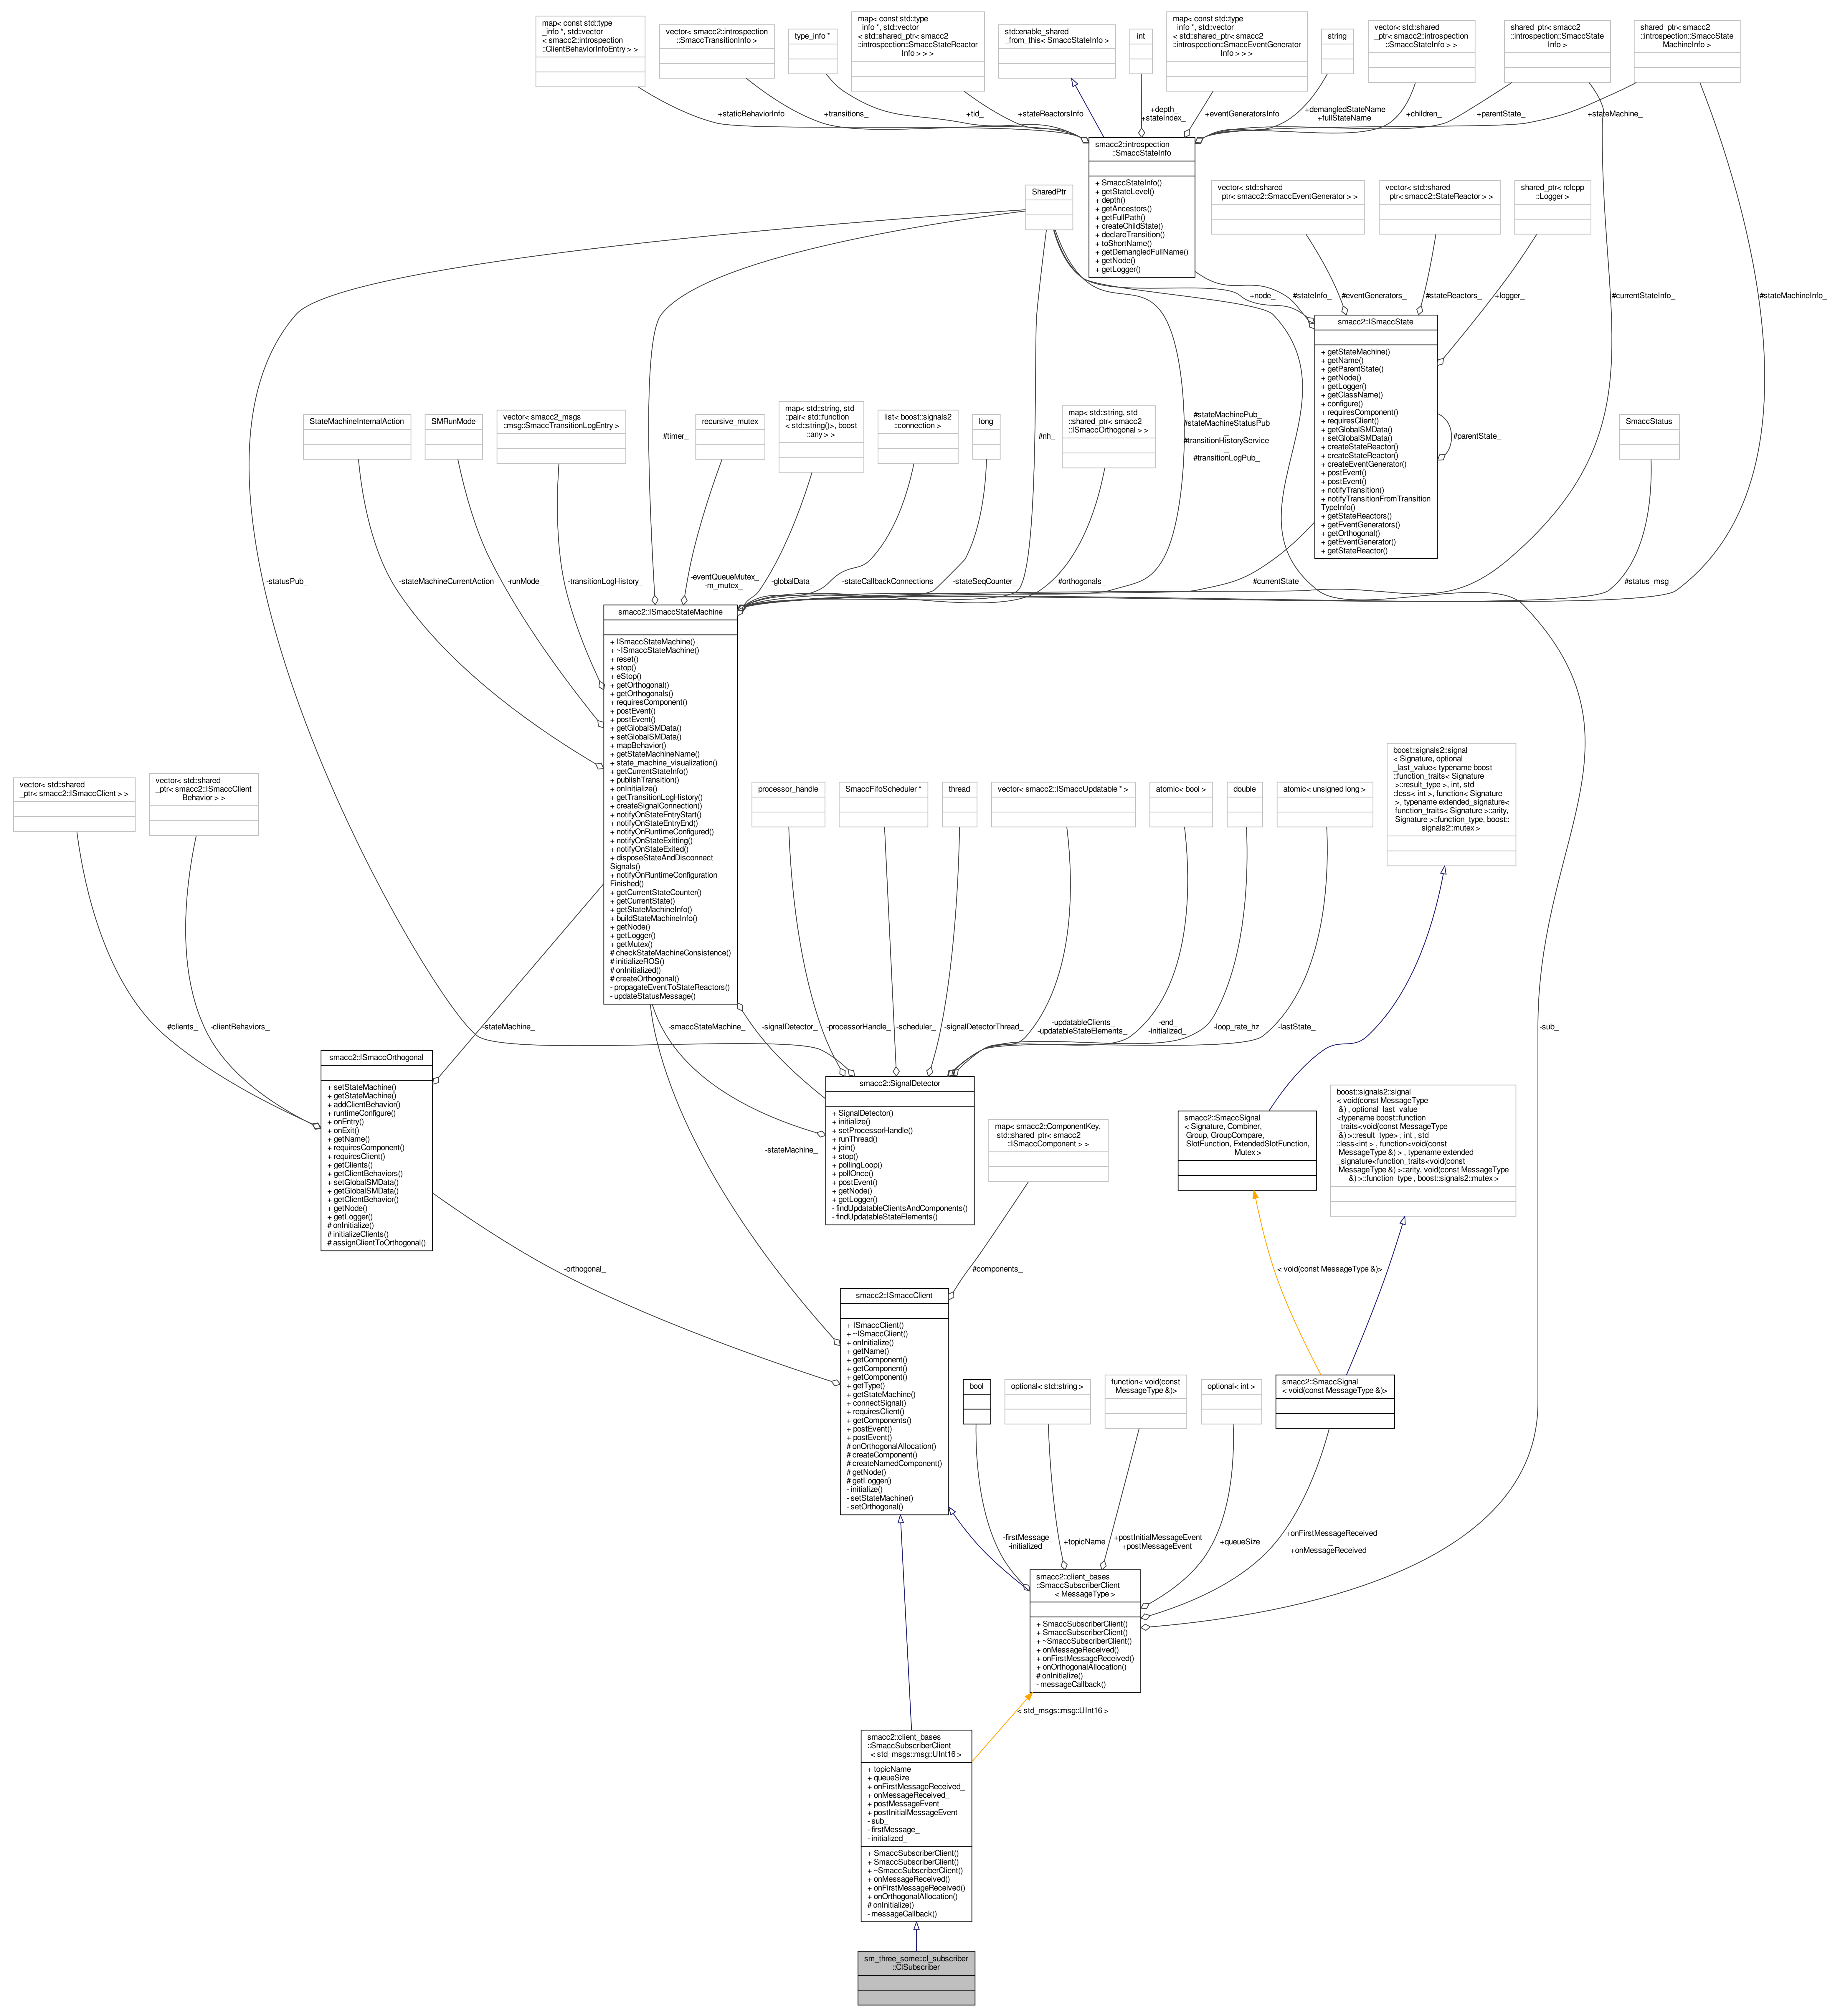 map< const std::type
_info *, std::vector
< smacc2::introspection
::ClientBehaviorInfoEntry > >
vector< smacc2::introspection
::SmaccTransitionInfo >
type_info *
map< const std::type
_info *, std::vector
< std::shared_ptr< smacc2
::introspection::SmaccStateReactor
Info > > >
std::enable_shared
_from_this< SmaccStateInfo >
int
map< const std::type
_info *, std::vector
< std::shared_ptr< smacc2
::introspection::SmaccEventGenerator
Info > > >
string
vector< std::shared
_ptr< smacc2::introspection
::SmaccStateInfo > >
shared_ptr< smacc2
::introspection::SmaccState
Info >
shared_ptr< smacc2
::introspection::SmaccState
MachineInfo >
+staticBehaviorInfo
+transitions_
+tid_
+stateReactorsInfo
+depth_
+stateIndex_
+eventGeneratorsInfo
+demangledStateName
+fullStateName
+children_
+parentState_
+stateMachine_
smacc2::introspection
::SmaccStateInfo
+ SmaccStateInfo()
+ getStateLevel()
+ depth()
+ getAncestors()
+ getFullPath()
+ createChildState()
+ declareTransition()
+ toShortName()
+ getDemangledFullName()
+ getNode()
+ getLogger()
SharedPtr
vector< std::shared
_ptr< smacc2::SmaccEventGenerator > >
vector< std::shared
_ptr< smacc2::StateReactor > >
shared_ptr< rclcpp
::Logger >
+node_
#stateInfo_
#eventGenerators_
#stateReactors_
+logger_
#currentStateInfo_
#stateMachineInfo_
smacc2::ISmaccState
+ getStateMachine()
+ getName()
+ getParentState()
+ getNode()
+ getLogger()
+ getClassName()
+ configure()
+ requiresComponent()
+ requiresClient()
+ getGlobalSMData()
+ setGlobalSMData()
+ createStateReactor()
+ createStateReactor()
+ createEventGenerator()
+ postEvent()
+ postEvent()
+ notifyTransition()
+ notifyTransitionFromTransition
TypeInfo()
+ getStateReactors()
+ getEventGenerators()
+ getOrthogonal()
+ getEventGenerator()
+ getStateReactor()
#parentState_
StateMachineInternalAction
SMRunMode
vector< smacc2_msgs
::msg::SmaccTransitionLogEntry >
#timer_
recursive_mutex
map< std::string, std
::pair< std::function
< std::string()>, boost
::any > >
list< boost::signals2
::connection >
long
#nh_
map< std::string, std
::shared_ptr< smacc2
::ISmaccOrthogonal > >
#stateMachinePub_
#stateMachineStatusPub
_
#transitionHistoryService
_
#transitionLogPub_
SmaccStatus
-statusPub_
-stateMachineCurrentAction
-runMode_
-transitionLogHistory_
-eventQueueMutex_
-m_mutex_
-globalData_
-stateCallbackConnections
-stateSeqCounter_
#orthogonals_
#currentState_
#status_msg_
smacc2::ISmaccStateMachine
+ ISmaccStateMachine()
+ ~ISmaccStateMachine()
+ reset()
+ stop()
+ eStop()
+ getOrthogonal()
+ getOrthogonals()
+ requiresComponent()
+ postEvent()
+ postEvent()
+ getGlobalSMData()
+ setGlobalSMData()
+ mapBehavior()
+ getStateMachineName()
+ state_machine_visualization()
+ getCurrentStateInfo()
+ publishTransition()
+ onInitialize()
+ getTransitionLogHistory()
+ createSignalConnection()
+ notifyOnStateEntryStart()
+ notifyOnStateEntryEnd()
+ notifyOnRuntimeConfigured()
+ notifyOnStateExitting()
+ notifyOnStateExited()
+ disposeStateAndDisconnect
Signals()
+ notifyOnRuntimeConfiguration
Finished()
+ getCurrentStateCounter()
+ getCurrentState()
+ getStateMachineInfo()
+ buildStateMachineInfo()
+ getNode()
+ getLogger()
+ getMutex()
# checkStateMachineConsistence()
# initializeROS()
# onInitialized()
# createOrthogonal()
- propagateEventToStateReactors()
- updateStatusMessage()
vector< std::shared
_ptr< smacc2::ISmaccClient > >
vector< std::shared
_ptr< smacc2::ISmaccClient
Behavior > >
processor_handle
SmaccFifoScheduler *
thread
vector< smacc2::ISmaccUpdatable * >
atomic< bool >
double
atomic< unsigned long >
boost::signals2::signal
< Signature, optional
_last_value< typename boost
::function_traits< Signature
>::result_type >, int, std
::less< int >, function< Signature
>, typename extended_signature<
function_traits< Signature >::arity,
Signature >::function_type, boost::
signals2::mutex >
#clients_
-clientBehaviors_
-stateMachine_
-smaccStateMachine_
-signalDetector_
-processorHandle_
-scheduler_
-signalDetectorThread_
-updatableClients_
-updatableStateElements_
-end_
-initialized_
-loop_rate_hz
-lastState_
-sub_
smacc2::ISmaccOrthogonal
+ setStateMachine()
+ getStateMachine()
+ addClientBehavior()
+ runtimeConfigure()
+ onEntry()
+ onExit()
+ getName()
+ requiresComponent()
+ requiresClient()
+ getClients()
+ getClientBehaviors()
+ setGlobalSMData()
+ getGlobalSMData()
+ getClientBehavior()
+ getNode()
+ getLogger()
# onInitialize()
# initializeClients()
# assignClientToOrthogonal()
smacc2::SignalDetector
+ SignalDetector()
+ initialize()
+ setProcessorHandle()
+ runThread()
+ join()
+ stop()
+ pollingLoop()
+ pollOnce()
+ postEvent()
+ getNode()
+ getLogger()
- findUpdatableClientsAndComponents()
- findUpdatableStateElements()
-stateMachine_
map< smacc2::ComponentKey,
std::shared_ptr< smacc2
::ISmaccComponent > >
smacc2::SmaccSignal
< Signature, Combiner,
Group, GroupCompare,
SlotFunction, ExtendedSlotFunction,
Mutex >
boost::signals2::signal
< void(const MessageType
&) , optional_last_value
<typename boost::function
_traits<void(const MessageType
&) >::result_type> , int , std
::less<int > , function<void(const
MessageType &) > , typename extended
_signature<function_traits<void(const
MessageType &) >::arity, void(const MessageType
&) >::function_type , boost::signals2::mutex >
-orthogonal_
#components_
< void(const MessageType &)>
smacc2::ISmaccClient
+ ISmaccClient()
+ ~ISmaccClient()
+ onInitialize()
+ getName()
+ getComponent()
+ getComponent()
+ getComponent()
+ getType()
+ getStateMachine()
+ connectSignal()
+ requiresClient()
+ getComponents()
+ postEvent()
+ postEvent()
# onOrthogonalAllocation()
# createComponent()
# createNamedComponent()
# getNode()
# getLogger()
- initialize()
- setStateMachine()
- setOrthogonal()
bool
optional< std::string >
function< void(const
MessageType &)>
optional< int >
smacc2::SmaccSignal
< void(const MessageType &)>
-firstMessage_
-initialized_
+topicName
+postInitialMessageEvent
+postMessageEvent
+queueSize
+onFirstMessageReceived
_
+onMessageReceived_
smacc2::client_bases
::SmaccSubscriberClient
< MessageType >
+ SmaccSubscriberClient()
+ SmaccSubscriberClient()
+ ~SmaccSubscriberClient()
+ onMessageReceived()
+ onFirstMessageReceived()
+ onOrthogonalAllocation()
# onInitialize()
- messageCallback()
< std_msgs::msg::UInt16 >
smacc2::client_bases
::SmaccSubscriberClient
< std_msgs::msg::UInt16 >
+ topicName
+ queueSize
+ onFirstMessageReceived_
+ onMessageReceived_
+ postMessageEvent
+ postInitialMessageEvent
- sub_
- firstMessage_
- initialized_
+ SmaccSubscriberClient()
+ SmaccSubscriberClient()
+ ~SmaccSubscriberClient()
+ onMessageReceived()
+ onFirstMessageReceived()
+ onOrthogonalAllocation()
# onInitialize()
- messageCallback()
sm_three_some::cl_subscriber
::ClSubscriber